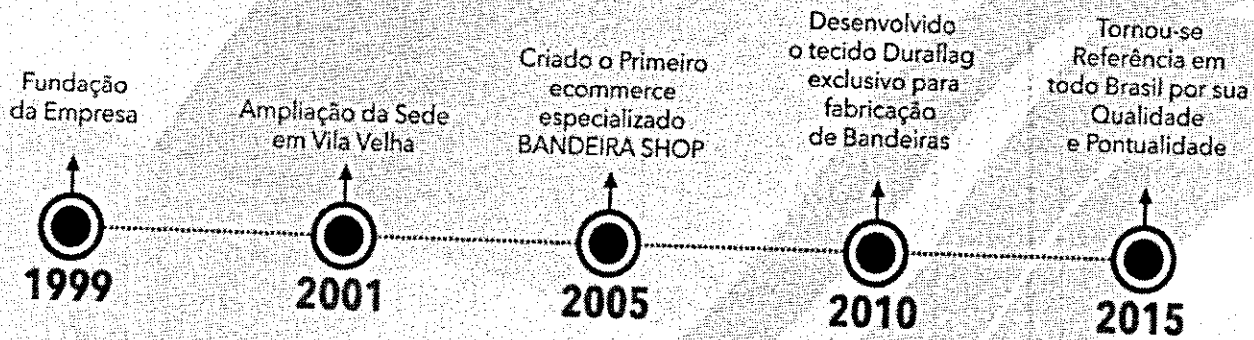 Fundação
da Empresa
Ampliação da Sede
em Vila Velha
Criado o Primeiro
ecommerce
especializado
BANDEIRA SHOP
Desenvolvido
o tecido Duraflag
exclusivo para
fabricação
de Bandeiras
Tornou-se
Referência em
todo Brasil por sua
Qualidade
e Pontualidade
1999
2001
2005
2010
2015